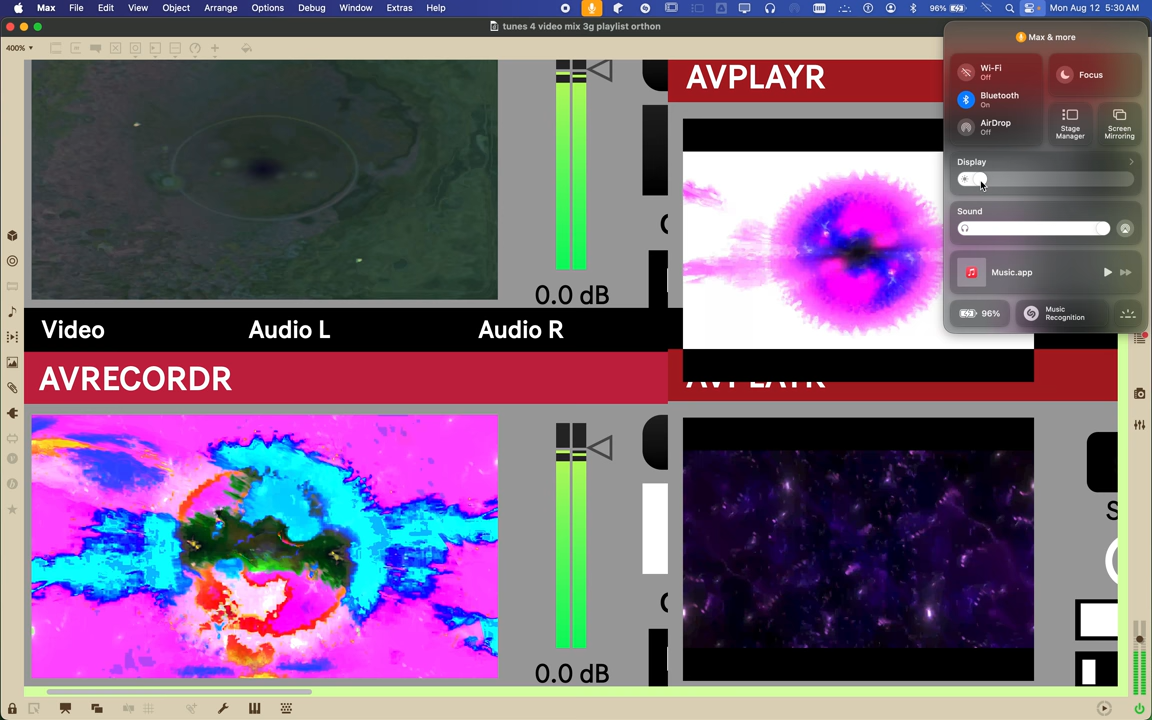 Max File Edit View Object Arrange Options Debug Window Extras Help
96% Mon Aug 12 5:30 AM
400% tunes 4 video mix 3g playlist orthon
Max & more
Wi-Fi
Off
Bluetooth
On
AirDrop
Off
Focus
Stage
Manager
Screen
Mirroring
Display
Sound
Music.app
96%
Music
Recognition
AVPLAYR
0.0 dB
Video Audio L Audio R
AVRECORDR
AVPLAYR
0.0 dB